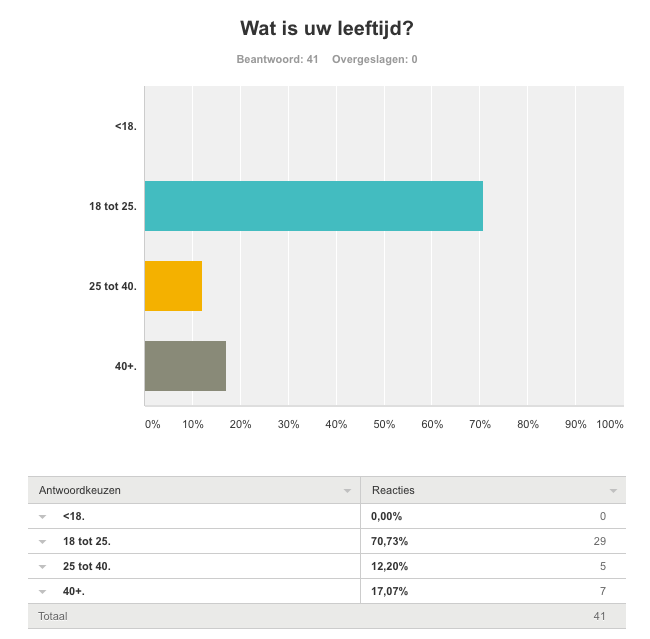 Wat is uw leeftijd?
Beantwoord: 41 Overgeslagen: 0
<18.
18 tot 25.
25 tot 40.
40+.
0% 10% 20% 30% 40% 50% 60% 70% 80% 90% 100%
Antwoordkeuzen Reacties
<18. 0,00% 0
18 tot 25. 70,73% 29
25 tot 40. 12,20% 5
40+. 17,07% 7
Totaal 41